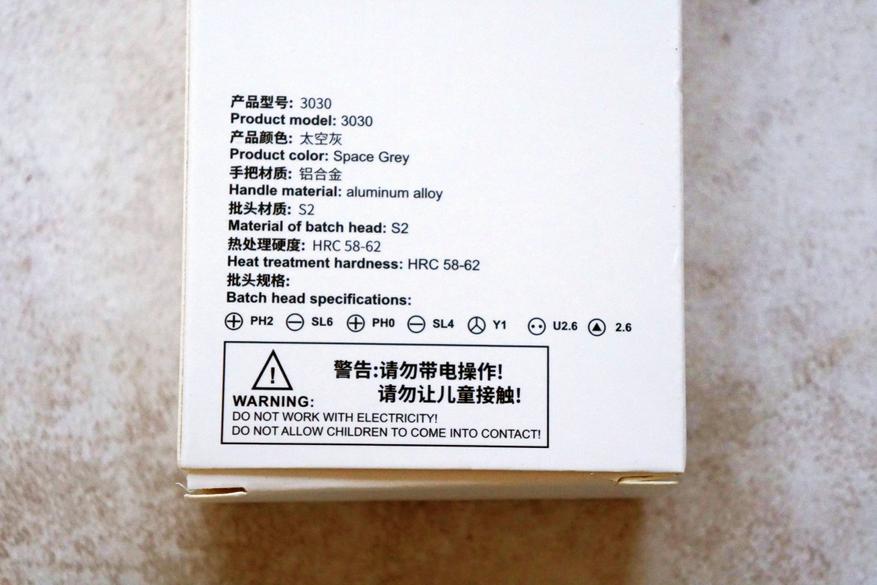 产品型号: 3030
Product model: 3030
产品颜色: 太空灰
Product color: Space Grey
手把材质: 铝合金
Handle material: aluminum alloy
批头材质: S2
Material of batch head: S2
热处理硬度: HRC 58-62
Heat treatment hardness: HRC 58-62
批头规格:
Batch head specifications:
PH2 SL6 PH0 SL4 Y1 U2.6 2.6
警告:请勿带电操作!
请勿让儿童接触!
WARNING:
DO NOT WORK WITH ELECTRICITY!
DO NOT ALLOW CHILDREN TO COME INTO CONTACT!